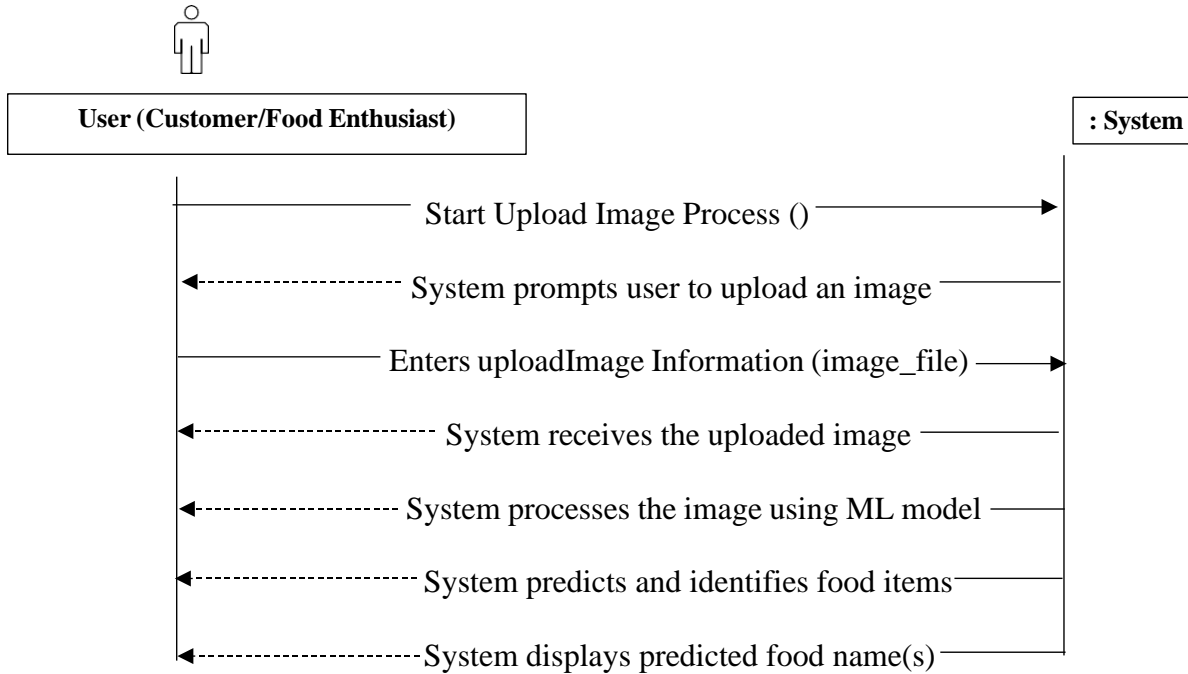 User (Customer/Food Enthusiast)
: System
Start Upload Image Process ()
System prompts user to upload an image
Enters uploadImage Information (image_file)
System receives the uploaded image
System processes the image using ML model
System predicts and identifies food items
System displays predicted food name(s)